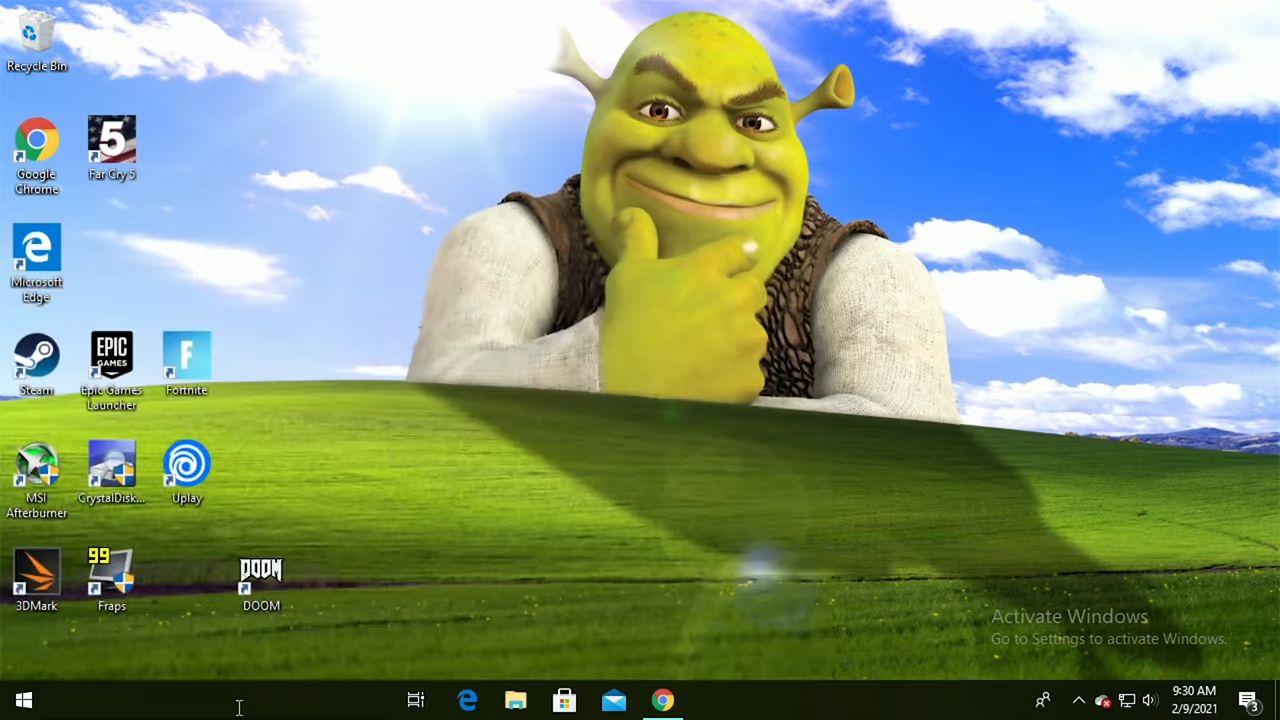 Recycle Bin
Google
Chrome
5
Far Cry 5
Microsoft
Edge
Steam
EPIC
GAMES
Epic Games
Launcher
F
Fortnite
MSI
Afterburner
CrystalDisk...
Uplay
3DMark
99
Fraps
DOOM
DOOM
Activate Windows
Go to Settings to activate Windows.
9:30 AM
2/9/2021
3